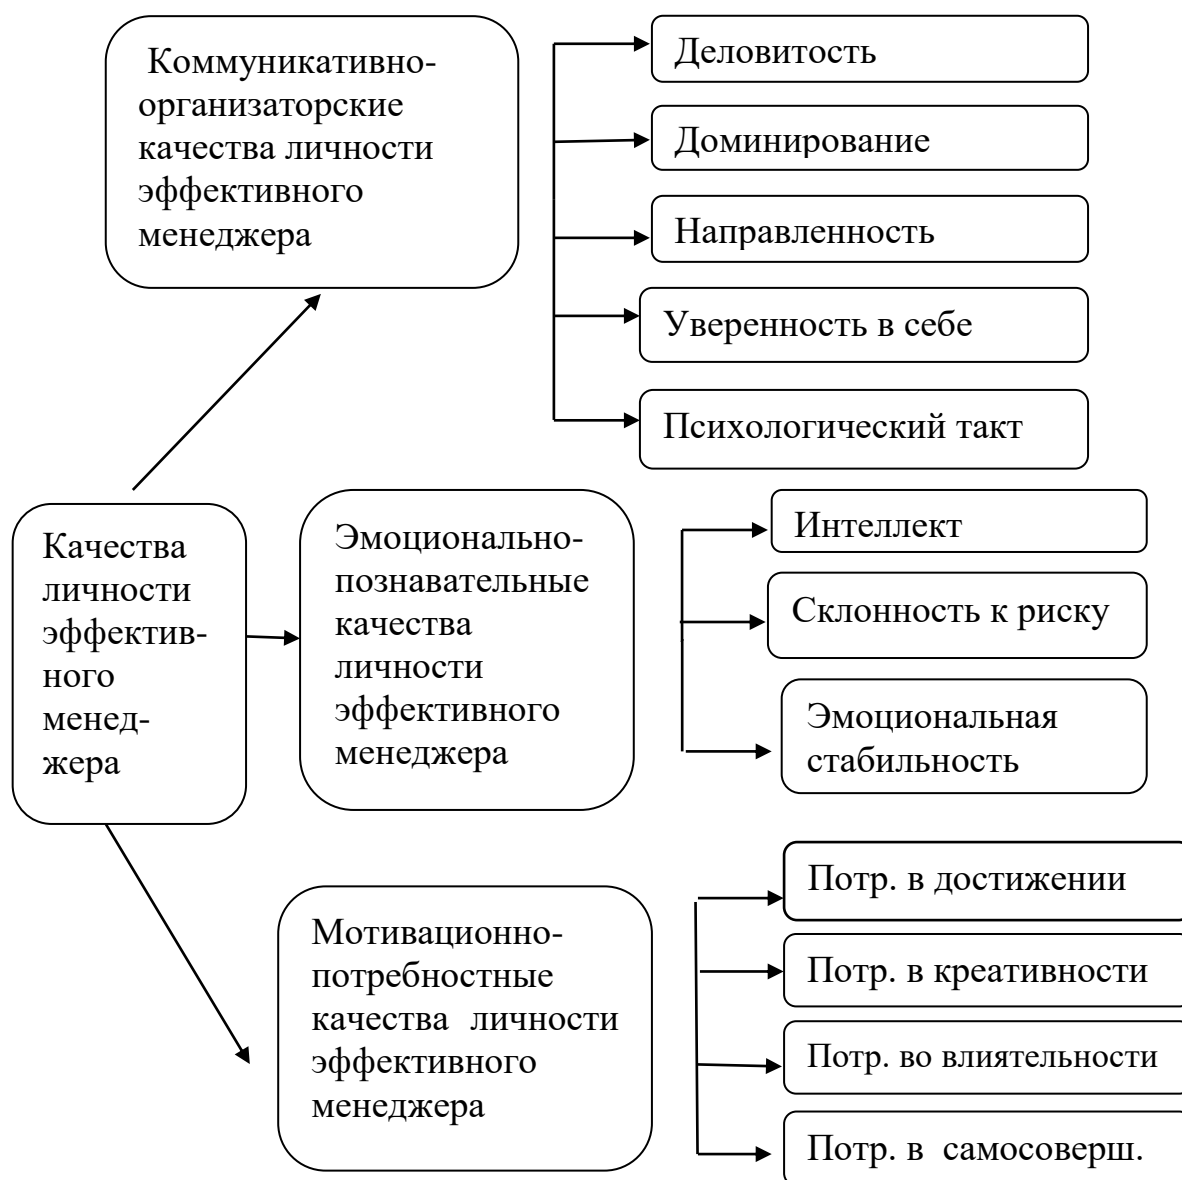 Коммуникативно-
организаторские
качества личности
эффективного
менеджера
Деловитость
Доминирование
Направленность
Уверенность в себе
Психологический такт
Качества
личности
эффектив-
ного
менед-
жера
Эмоционально-
познавательные
качества
личности
эффективного
менеджера
Интеллект
Склонность к риску
Эмоциональная
стабильность
Мотивационно-
потребностные
качества личности
эффективного
менеджера
Потр. в достижении
Потр. в креативности
Потр. во влиятельности
Потр. в самосоверш.